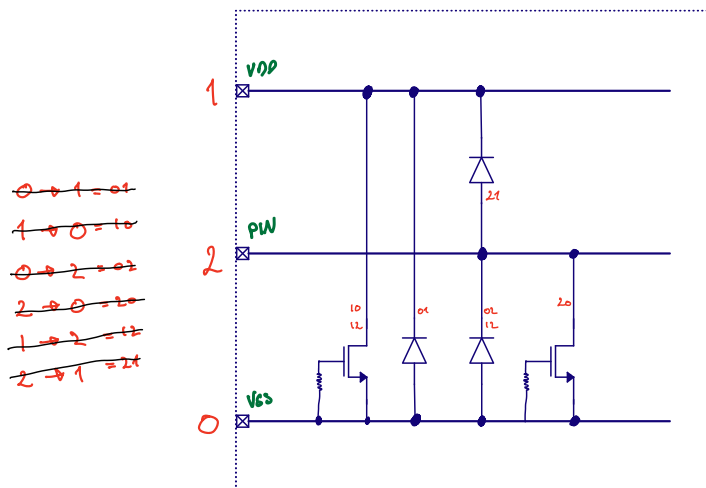 VDD
1
0 → 1 = 01
1 → 0 = 10
0 → 2 = 02
2 → 0 = 20
1 → 2 = 12
2 → 1 = 21
21
PIN
2
10
12
01
02
12
20
VSS
0